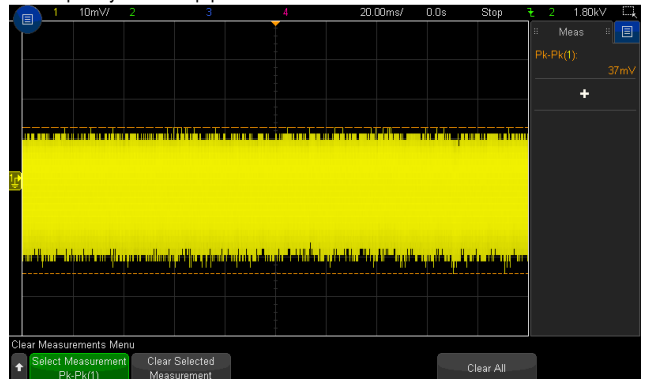 1 10mV/ 2 3 4 20.00ms/ 0.0s Stop 2 1.80kV
Meas
Pk-Pk(1):
37mV
1
Clear Measurements Menu
Select Measurement Clear Selected Clear All
Pk-Pk(1) Measurement